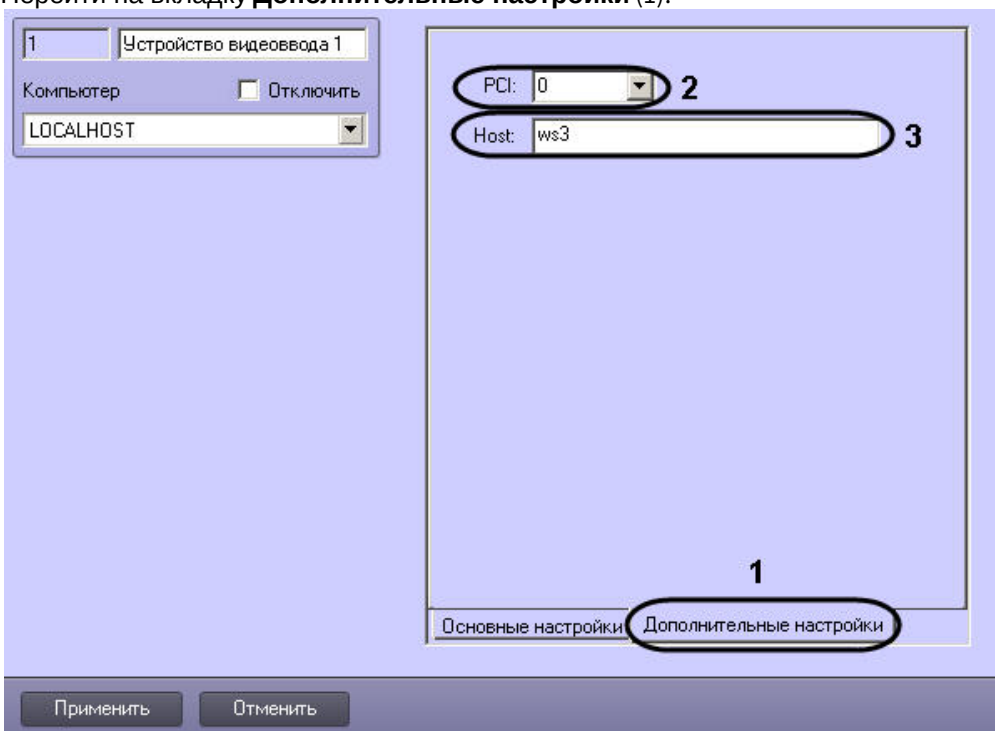 Перейти на вкладку Дополнительные настройки (1).
1 Устройство видеоввода 1
Компьютер Отключить
LOCALHOST
PCI: 0 2
Host: ws3 3
1
Основные настройки Дополнительные настройки
Применить Отменить